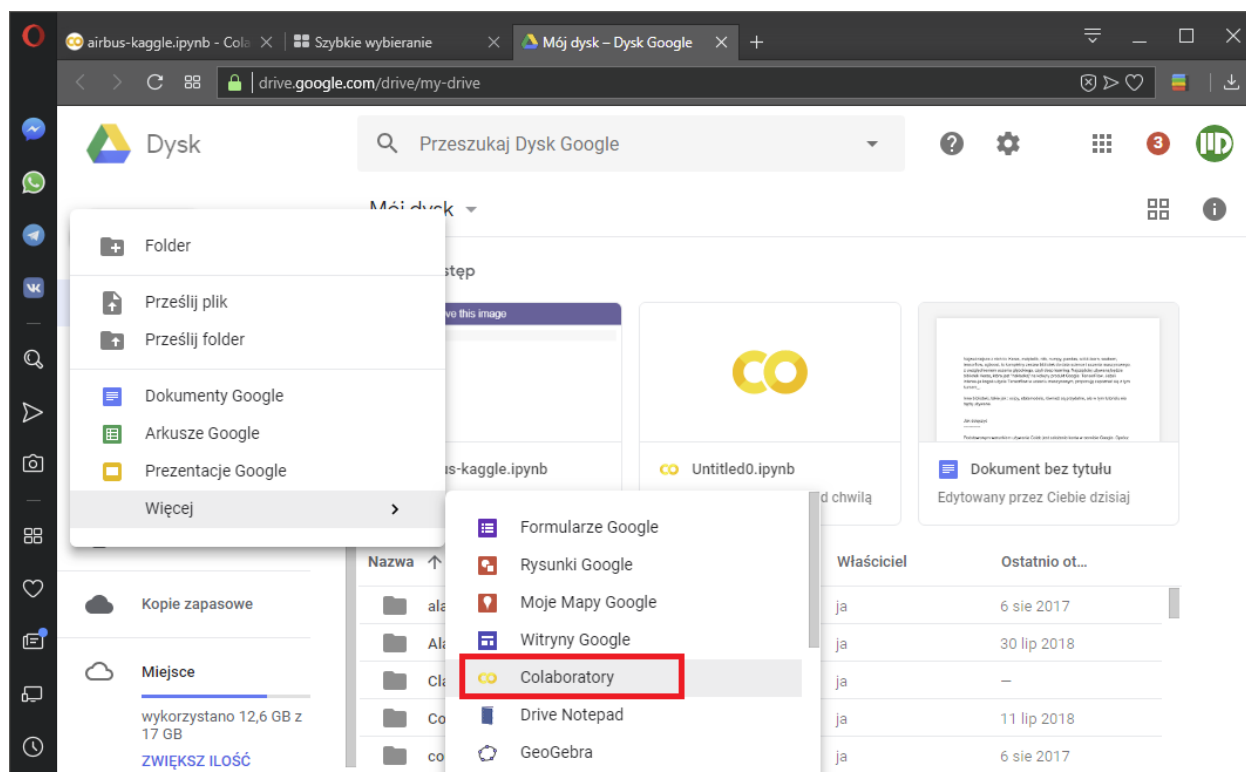 airbus-kaggle.ipynb - Cola
Szybkie wybieranie
Mój dysk – Dysk Google
drive.google.com/drive/my-drive
Dysk
Przeszukaj Dysk Google
3
Mój dysk
Folder
Prześlij plik
Prześlij folder
Dokumenty Google
Arkusze Google
Prezentacje Google
Więcej
stęp
ve this image
s-kaggle.ipynb
Untitled0.ipynb
d chwilą
Dokument bez tytułu
Edytowany przez Ciebie dzisiaj
Formularze Google
Rysunki Google
Moje Mapy Google
Witryny Google
Colaboratory
Drive Notepad
GeoGebra
Nazwa
Właściciel
Ostatnio ot...
ala
ja
6 sie 2017
Ala
ja
30 lip 2018
Cla
ja
—
Co
ja
11 lip 2018
co
ja
6 sie 2017
Kopie zapasowe
Miejsce
wykorzystano 12,6 GB z
17 GB
ZWIĘKSZ ILOŚĆ